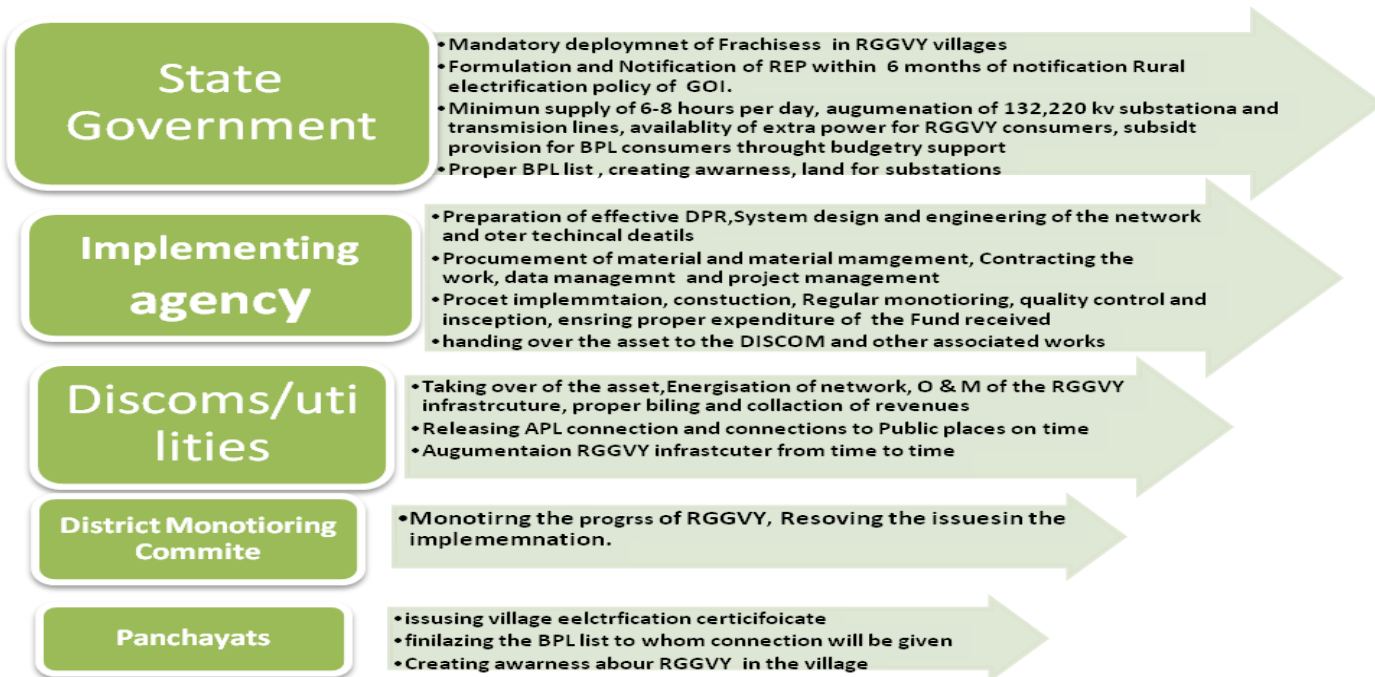 State
Government
•Mandatory deploymnet of Frachisess in RGGVY villages
•Formulation and Notification of REP within 6 months of notification Rural
electrification policy of GOI.
•Minimun supply of 6-8 hours per day, augumenation of 132,220 kv substationa and
transmision lines, availablity of extra power for RGGVY consumers, subsidt
provision for BPL consumers throught budgetry support
•Proper BPL list , creating awarness, land for substations
Implementing
agency
•Preparation of effective DPR,System design and engineering of the network
and oter techincal deatils
•Procumement of material and material mamgement, Contracting the
work, data managemnt and project management
•Procet implemmtaion, constuction, Regular monotioring, quality control and
insception, ensring proper expenditure of the Fund received
•handing over the asset to the DISCOM and other associated works
Discoms/uti
lities
•Taking over of the asset,Energisation of network, O & M of the RGGVY
infrastrcuture, proper biling and collaction of revenues
•Releasing APL connection and connections to Public places on time
•Augumentaion RGGVY infrastcuter from time to time
District Monotioring
Commite
•Monotirng the progrss of RGGVY, Resoving the issuesin the
implememnation.
Panchayats
•issusing village eelctrfication certicifoicate
•finilazing the BPL list to whom connection will be given
•Creating awarness abour RGGVY in the village